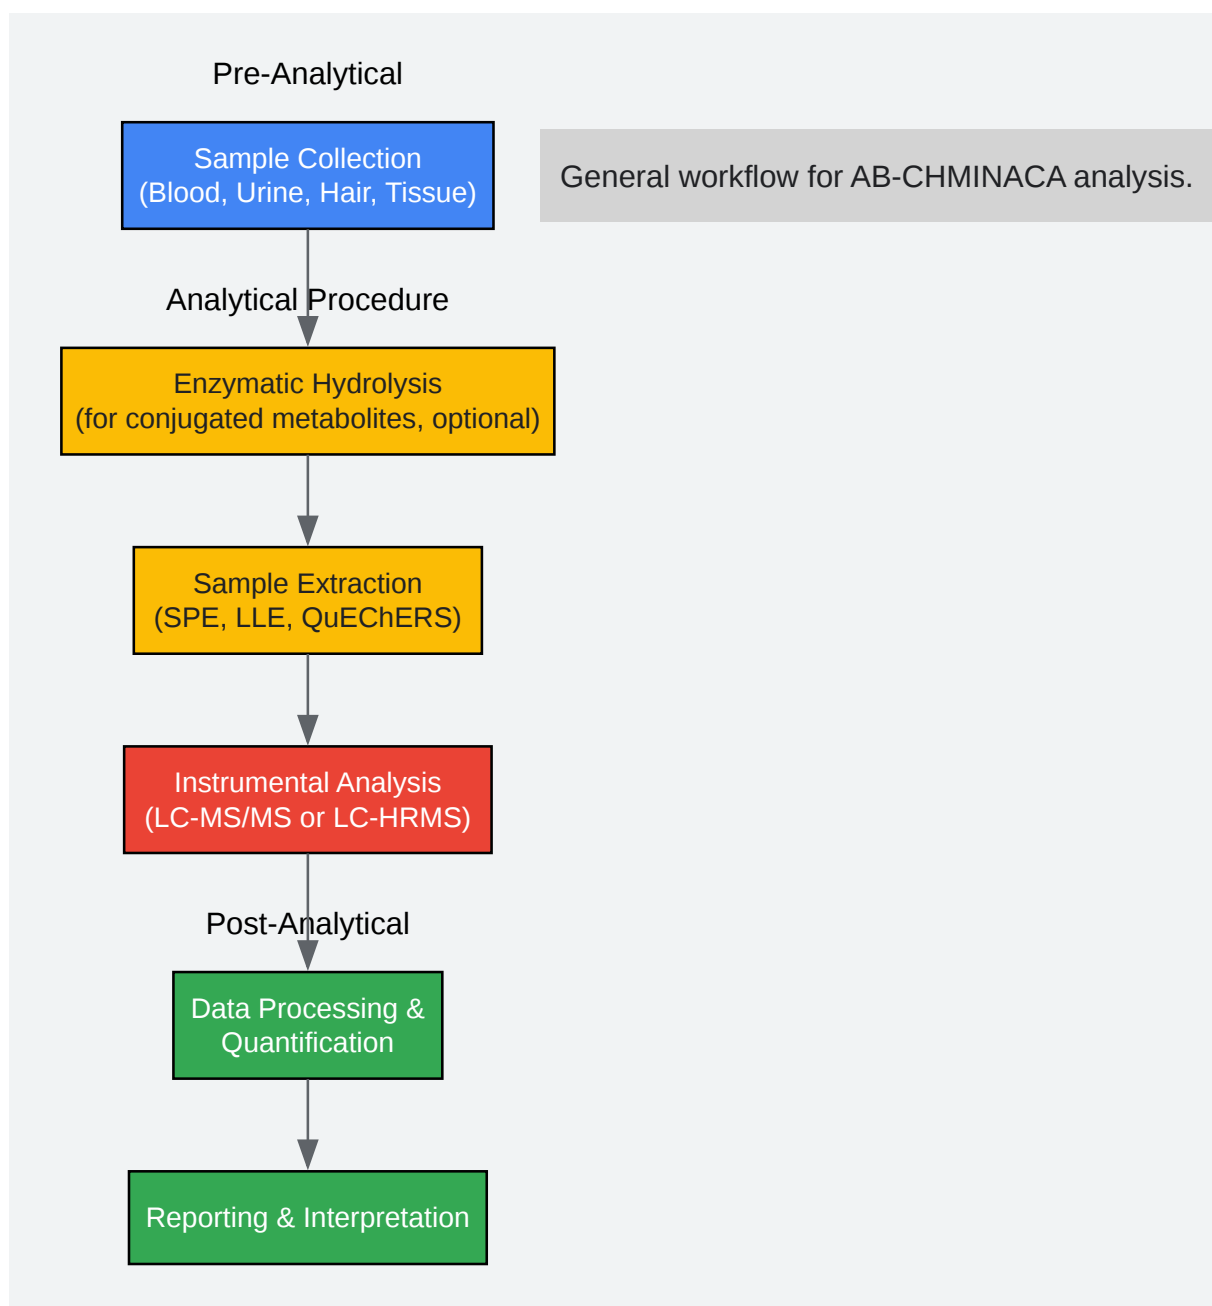 Pre-Analytical
Sample Collection
(Blood, Urine, Hair, Tissue)
General workflow for AB-CHMINACA analysis.
Analytical Procedure
Enzymatic Hydrolysis
(for conjugated metabolites, optional)
Sample Extraction
(SPE, LLE, QuEChERS)
Instrumental Analysis
(LC-MS/MS or LC-HRMS)
Post-Analytical
Data Processing &
Quantification
Reporting & Interpretation